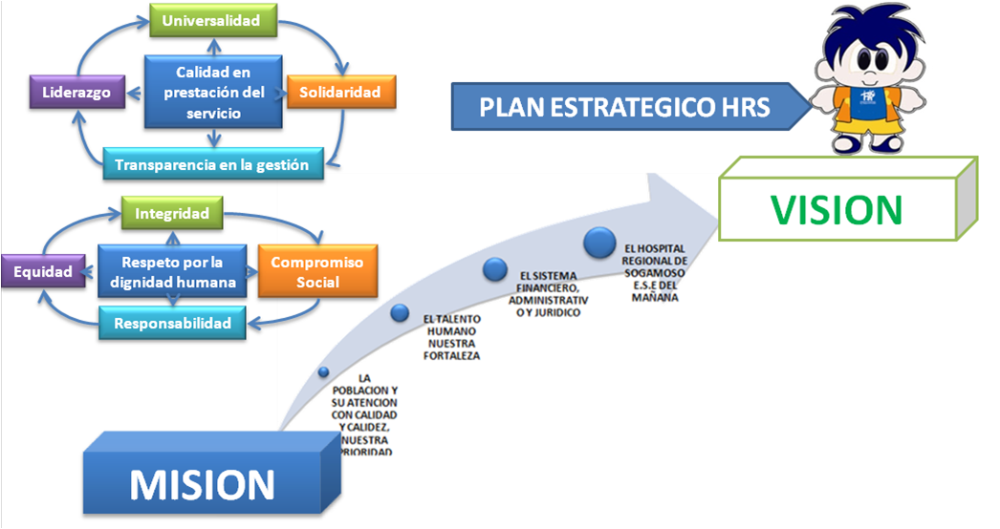 Universalidad
Liderazgo
Calidad en
prestación del
servicio
Solidaridad
Transparencia en la gestión
PLAN ESTRATEGICO HRS
HR
Integridad
Equidad
Respeto por la
dignidad humana
Compromiso
Social
Responsabilidad
VISION
EL HOSPITAL
REGIONAL DE
SOGAMOSO
E.S.E DEL
MAÑANA
EL SISTEMA
FINANCIERO,
ADMINISTRATIV
O Y JURIDICO
EL TALENTO
HUMANO
NUESTRA
FORTALEZA
LA
POBLACION Y
SU ATENCION
CON CALIDAD
Y CALIDEZ,
NUESTRA
PRIORIDAD
MISION